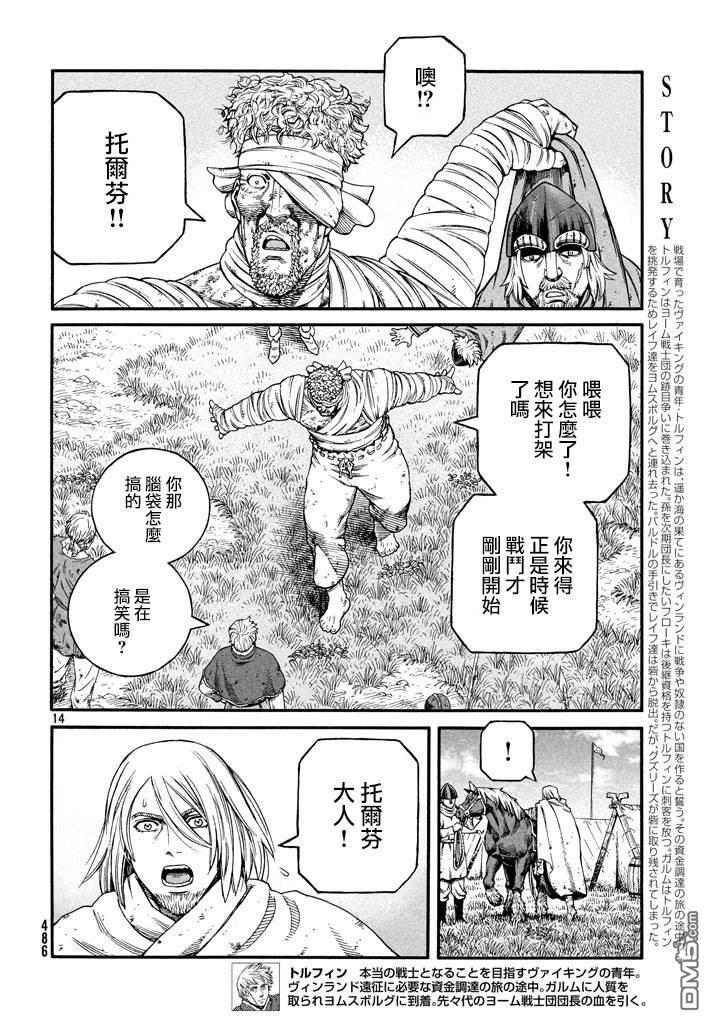 噢!?
托爾芬!!
喂喂
你怎麼了!
想來打架
了嗎
你來得
正是時候
戰鬥才
剛剛開始
你那
腦袋怎麼
搞的
是在
搞笑嗎?
14
!
托爾芬
大人!
STORY
戦場で育ったヴァイキングの青年・トルフィンは、遥か海の果てにあるヴィンランドに戦争や奴隷のない国を作ると誓う。その資金調達の旅の途中、
トルフィンはヨーム戦士団の跡目争いに巻き込まれた。孫を次期団長にしたいフローキは後継資格を持つトルフィンに刺客を放つ。ガルムはトルフィン
を挑発するためレイフ達をヨムスボルグへと連れ去った。バルドルの手引きでレイフ達は砦から脱出。だが、グズリーズが砦に取り残されてしまった。
486
トルフィン 本当の戦士となることを目指すヴァイキングの青年。
ヴィンランド遠征に必要な資金調達の旅の途中。ガルムに人質を
取られヨムスボルグに到着。先々代のヨーム戦士団団長の血を引く。
DM5.com